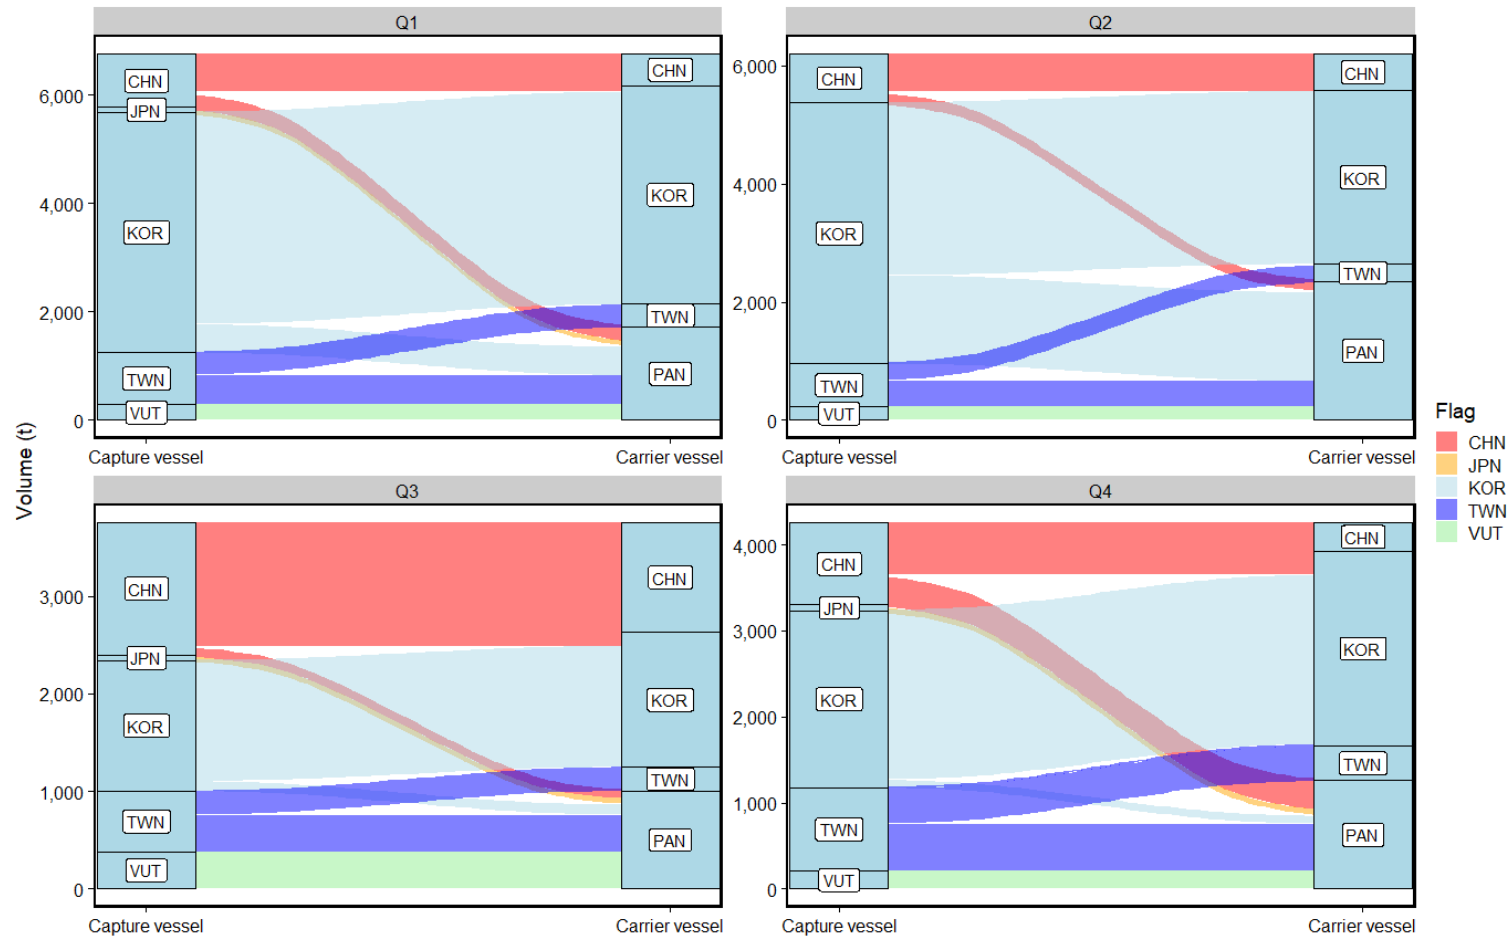 Q1
Q2
CHN
JPN
KOR
TWN
VUT
CHN
KOR
TWN
PAN
6,000
4,000
2,000
0
Capture vessel
Carrier vessel
CHN
KOR
TWN
VUT
CHN
KOR
TWN
PAN
6,000
4,000
2,000
0
Capture vessel
Carrier vessel
Volume (t)
Q3
Q4
CHN
JPN
KOR
TWN
VUT
CHN
KOR
TWN
PAN
3,000
2,000
1,000
0
Capture vessel
Carrier vessel
CHN
JPN
KOR
TWN
VUT
CHN
KOR
TWN
PAN
4,000
3,000
2,000
1,000
0
Capture vessel
Carrier vessel
Flag
CHN
JPN
KOR
TWN
VUT